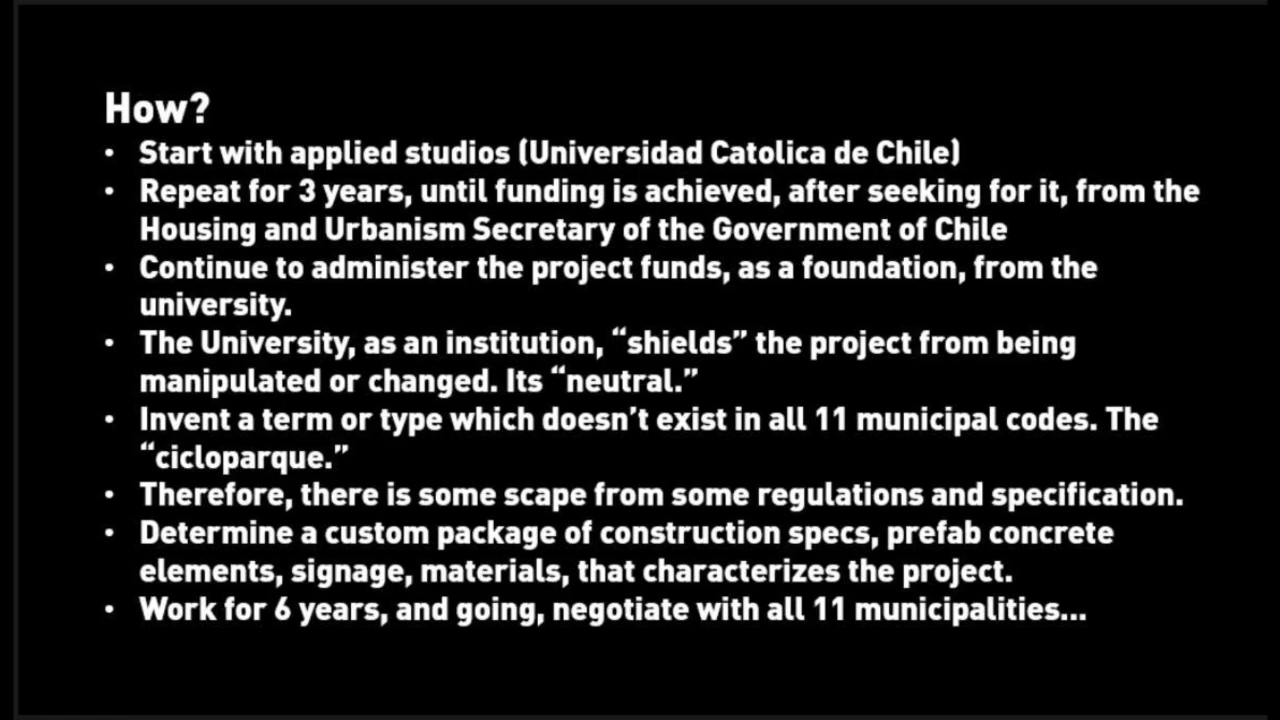 How?
• Start with applied studios (Universidad Catolica de Chile)
• Repeat for 3 years, until funding is achieved, after seeking for it, from the
Housing and Urbanism Secretary of the Government of Chile
• Continue to administer the project funds, as a foundation, from the
university.
• The University, as an institution, “shields” the project from being
manipulated or changed. Its “neutral.”
• Invent a term or type which doesn’t exist in all 11 municipal codes. The
“cicloparque.”
• Therefore, there is some scape from some regulations and specification.
• Determine a custom package of construction specs, prefab concrete
elements, signage, materials, that characterizes the project.
• Work for 6 years, and going, negotiate with all 11 municipalities...